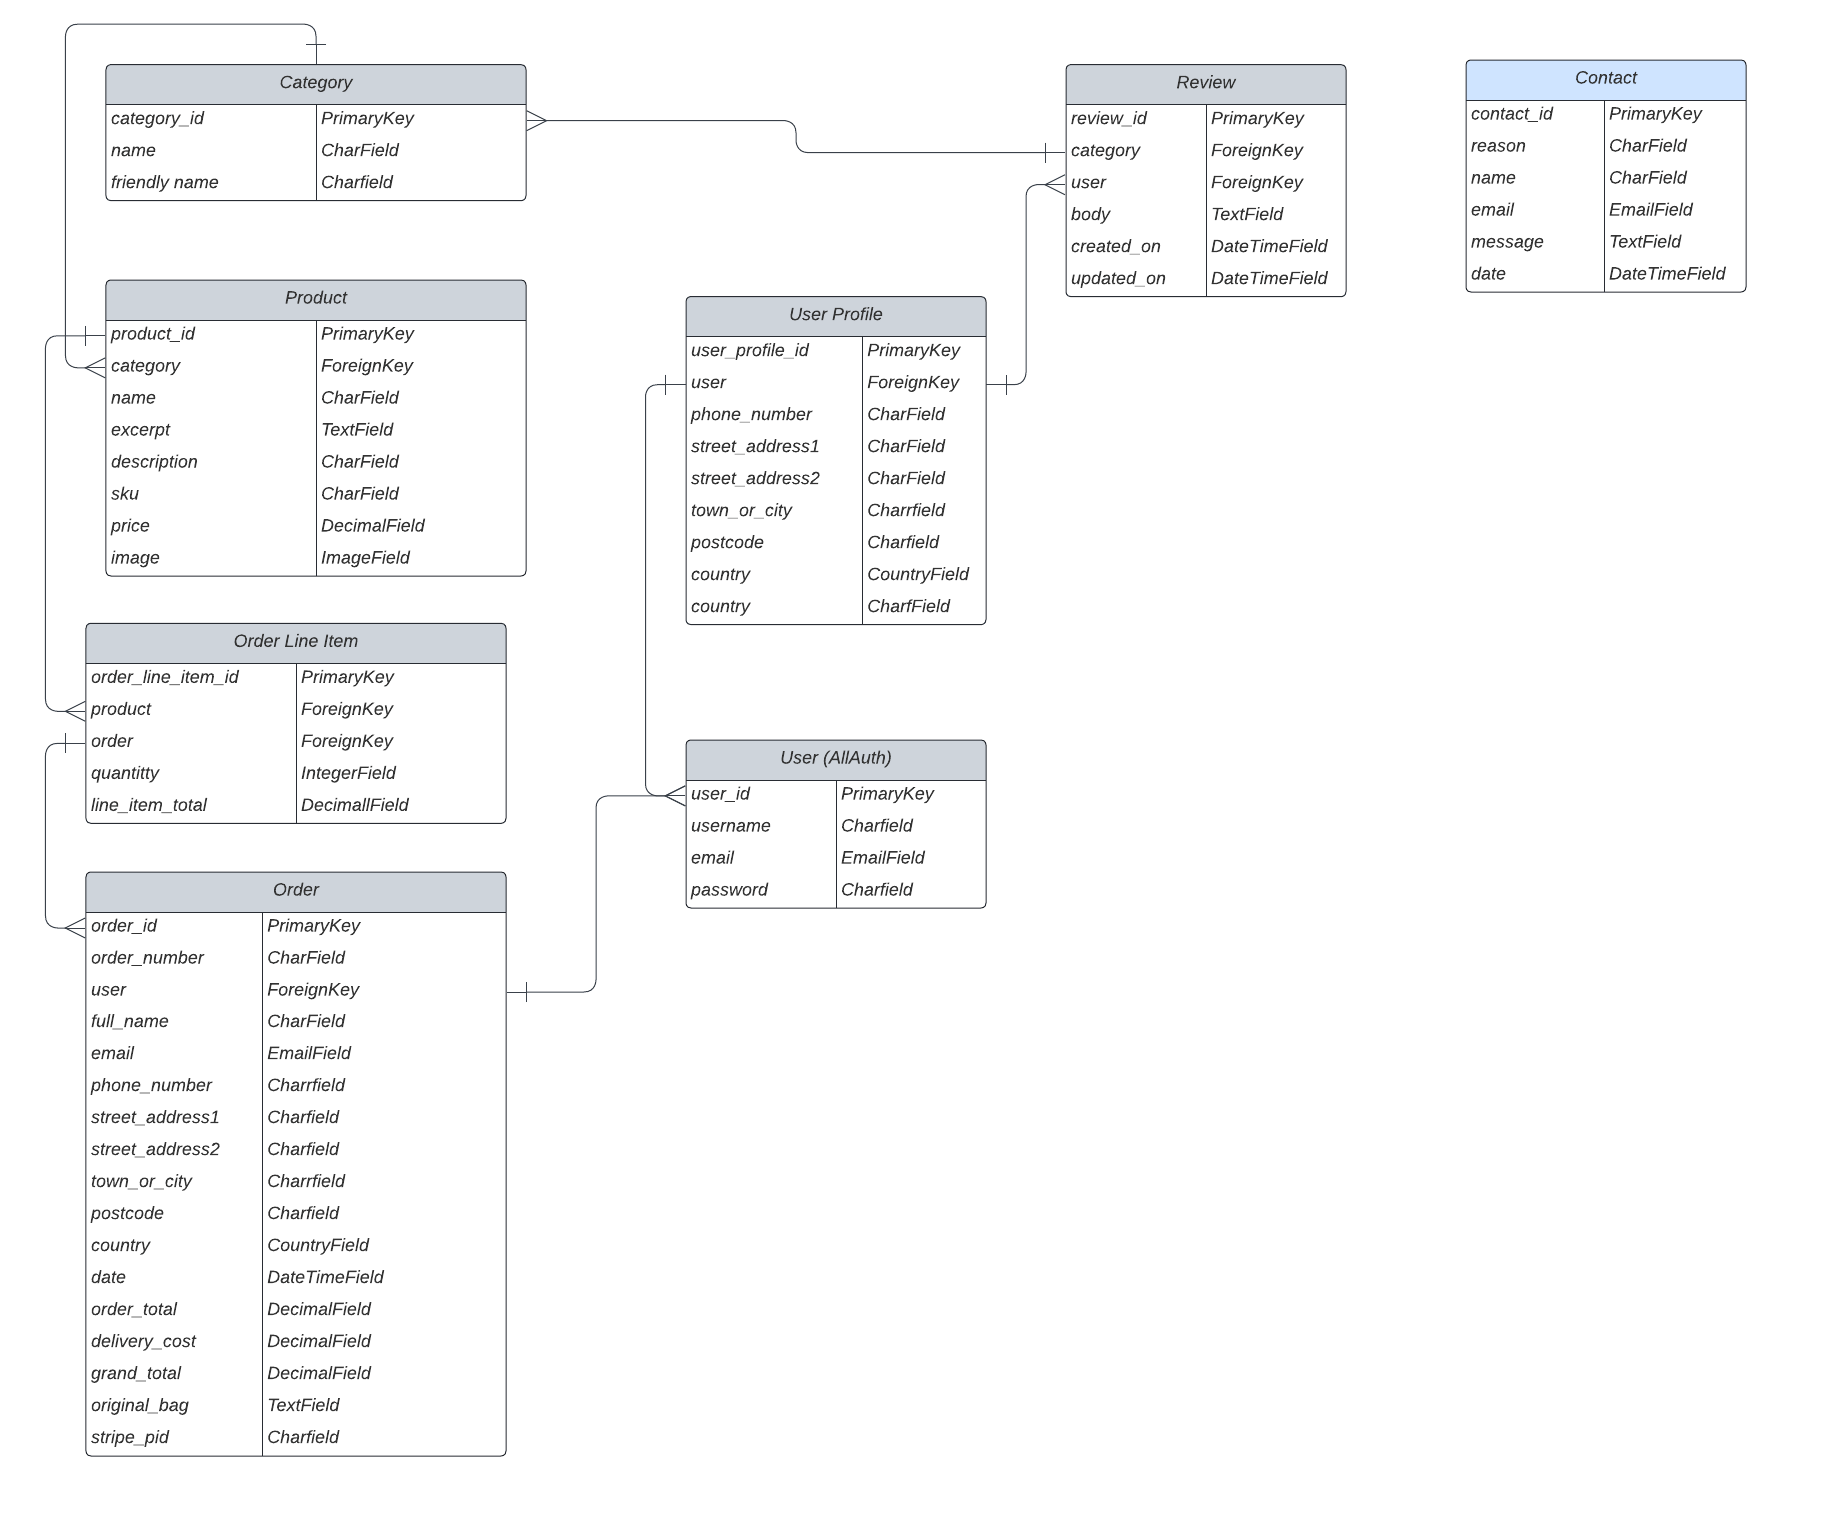 Category
category_id PrimaryKey
name CharField
friendly name Charfield
Product
product_id PrimaryKey
category ForeignKey
name CharField
excerpt TextField
description CharField
sku CharField
price DecimalField
image ImageField
Order Line Item
order_line_item_id PrimaryKey
product ForeignKey
order ForeignKey
quantitty IntegerField
line_item_total DecimallField
Order
order_id PrimaryKey
order_number CharField
user ForeignKey
full_name CharField
email EmailField
phone_number Charrfield
street_address1 Charfield
street_address2 Charfield
town_or_city Charrfield
postcode Charfield
country CountryField
date DateTimeField
order_total DecimalField
delivery_cost DecimalField
grand_total DecimalField
original_bag TextField
stripe_pid Charfield
User Profile
user_profile_id PrimaryKey
user ForeignKey
phone_number CharField
street_address1 CharField
street_address2 CharField
town_or_city Charrfield
postcode Charfield
country CountryField
country CharfField
User (AllAuth)
user_id PrimaryKey
username Charfield
email EmailField
password Charfield
Review
review_id PrimaryKey
category ForeignKey
user ForeignKey
body TextField
created_on DateTimeField
updated_on DateTimeField
Contact
contact_id PrimaryKey
reason CharField
name CharField
email EmailField
message TextField
date DateTimeField